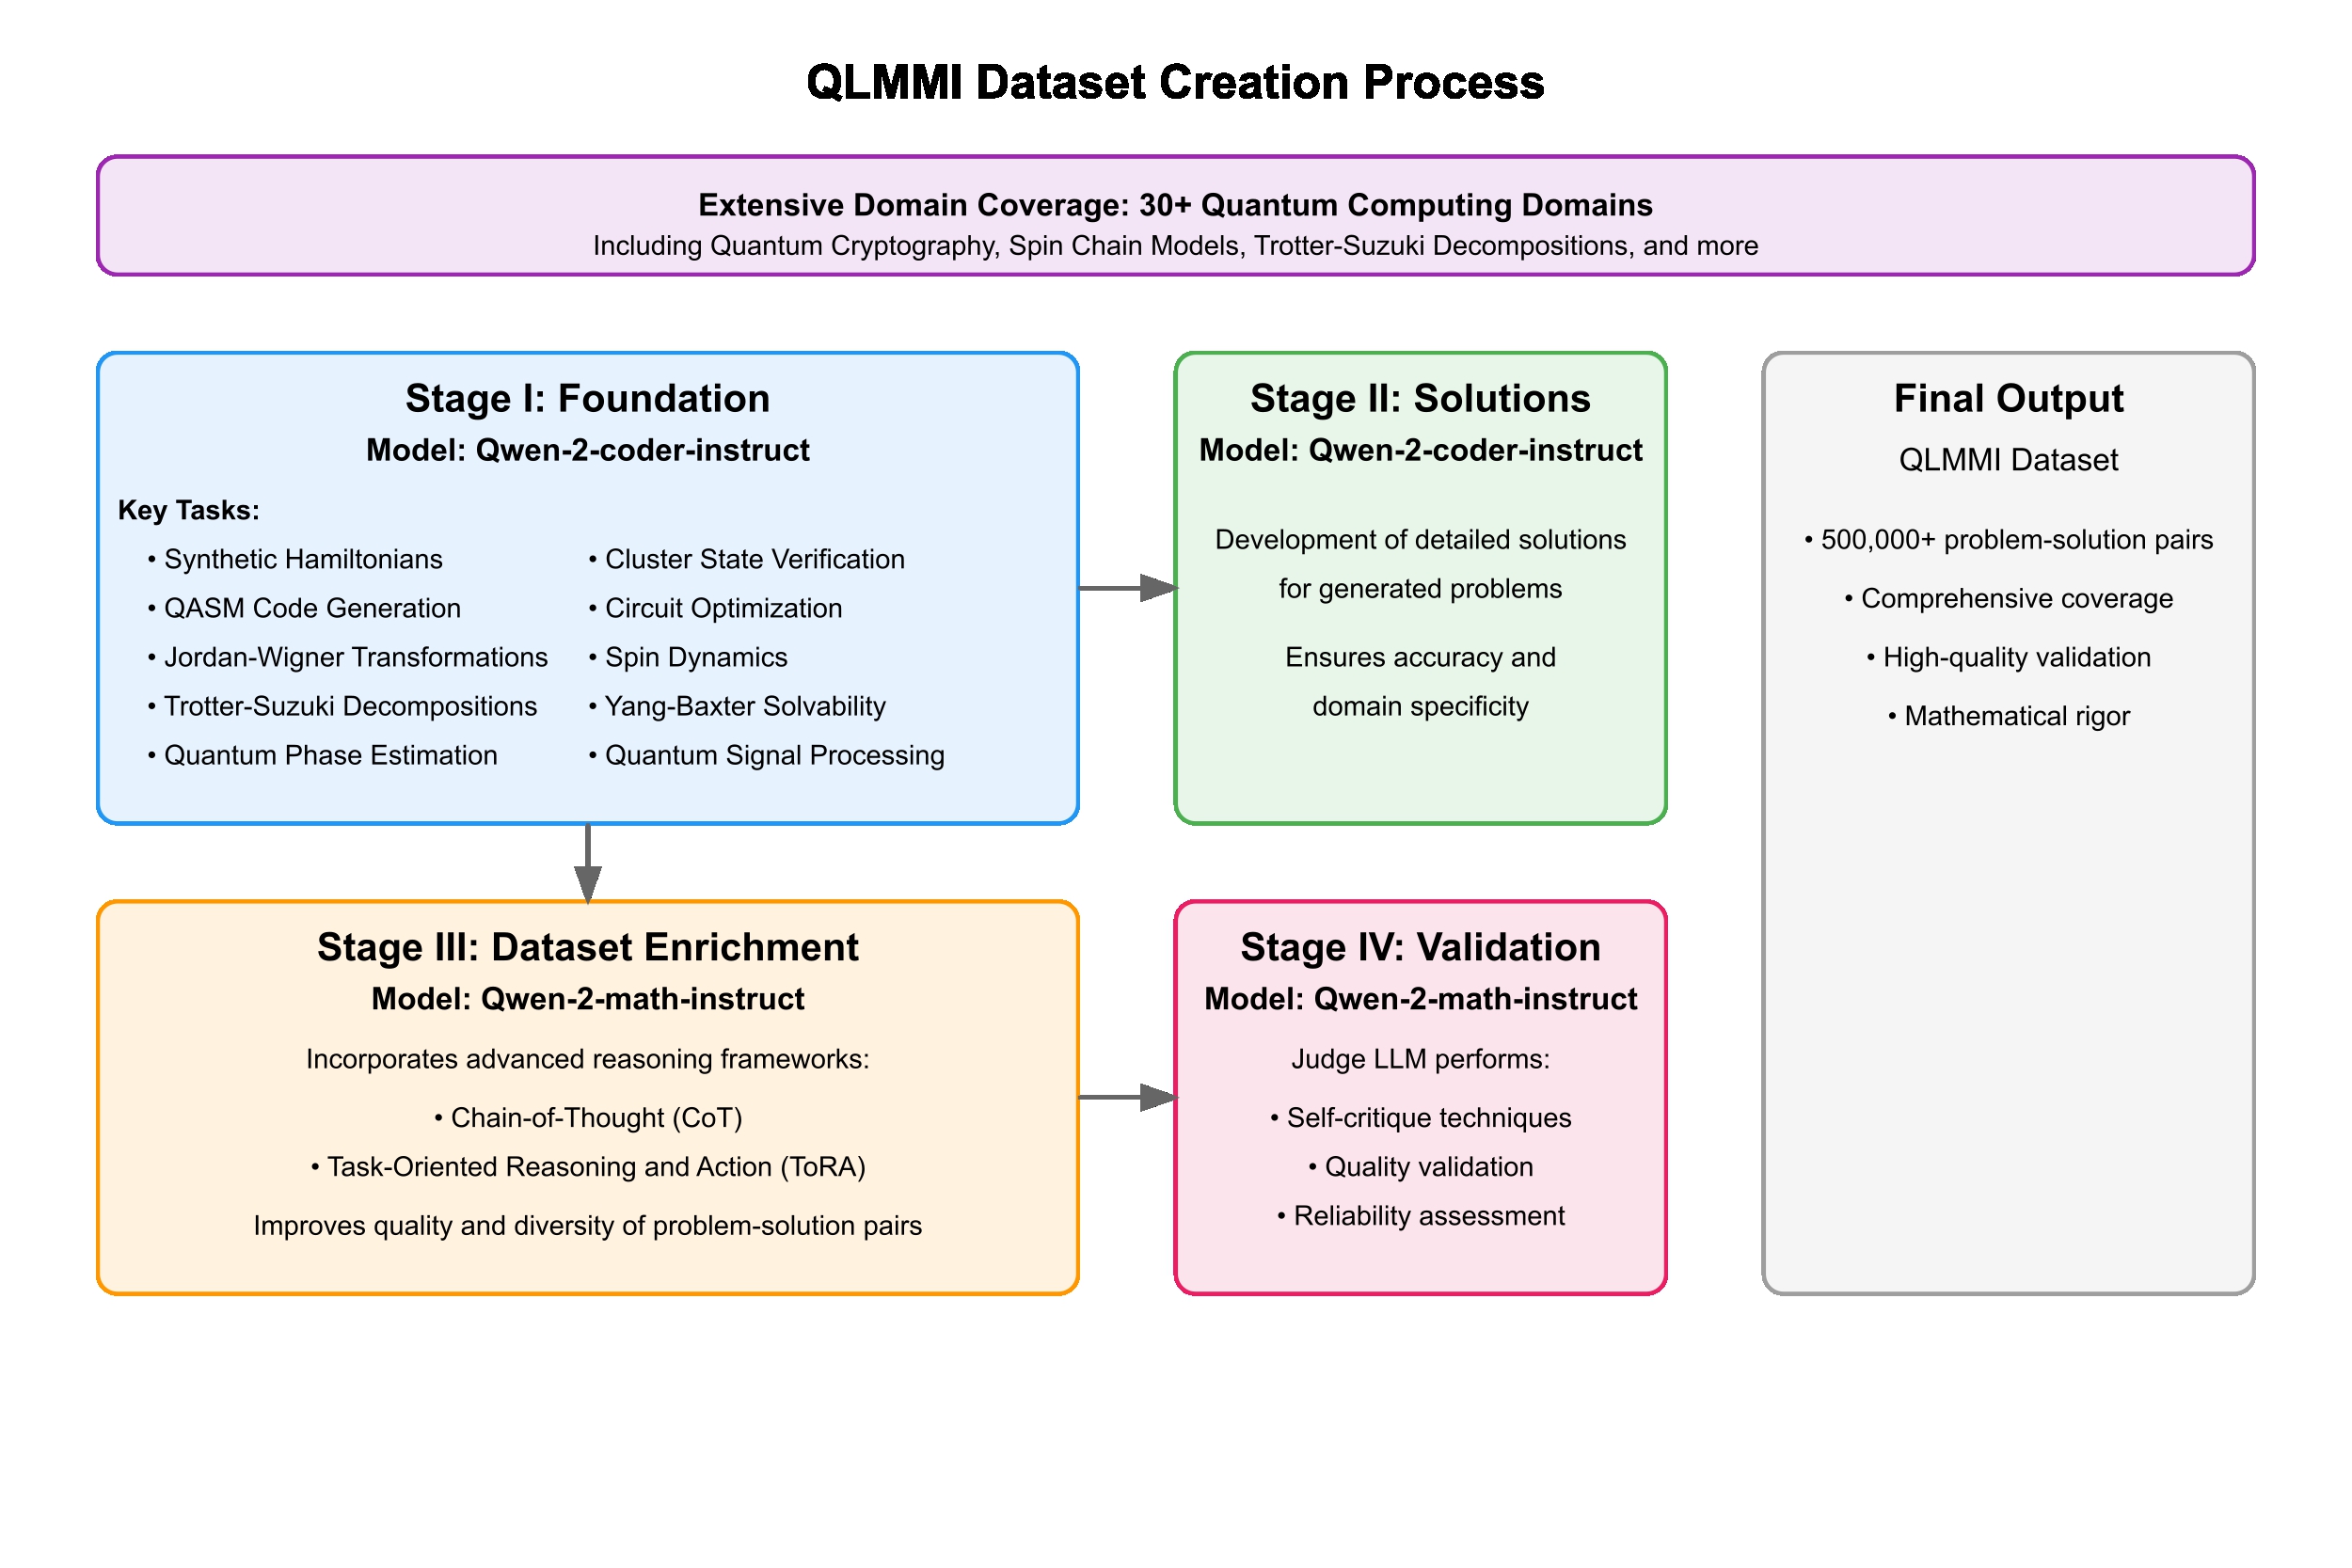 QLMMI Dataset Creation Process
Extensive Domain Coverage: 30+ Quantum Computing Domains
Including Quantum Cryptography, Spin Chain Models, Trotter-Suzuki Decompositions, and more
Stage I: Foundation
Model: Qwen-2-coder-instruct
Key Tasks:
• Synthetic Hamiltonians
• QASM Code Generation
• Jordan-Wigner Transformations
• Trotter-Suzuki Decompositions
• Quantum Phase Estimation
• Cluster State Verification
• Circuit Optimization
• Spin Dynamics
• Yang-Baxter Solvability
• Quantum Signal Processing
Stage II: Solutions
Model: Qwen-2-coder-instruct
Development of detailed solutions
for generated problems
Ensures accuracy and
domain specificity
Stage III: Dataset Enrichment
Model: Qwen-2-math-instruct
Incorporates advanced reasoning frameworks:
• Chain-of-Thought (CoT)
• Task-Oriented Reasoning and Action (ToRA)
Improves quality and diversity of problem-solution pairs
Stage IV: Validation
Model: Qwen-2-math-instruct
Judge LLM performs:
• Self-critique techniques
• Quality validation
• Reliability assessment
Final Output
QLMMI Dataset
• 500,000+ problem-solution pairs
• Comprehensive coverage
• High-quality validation
• Mathematical rigor